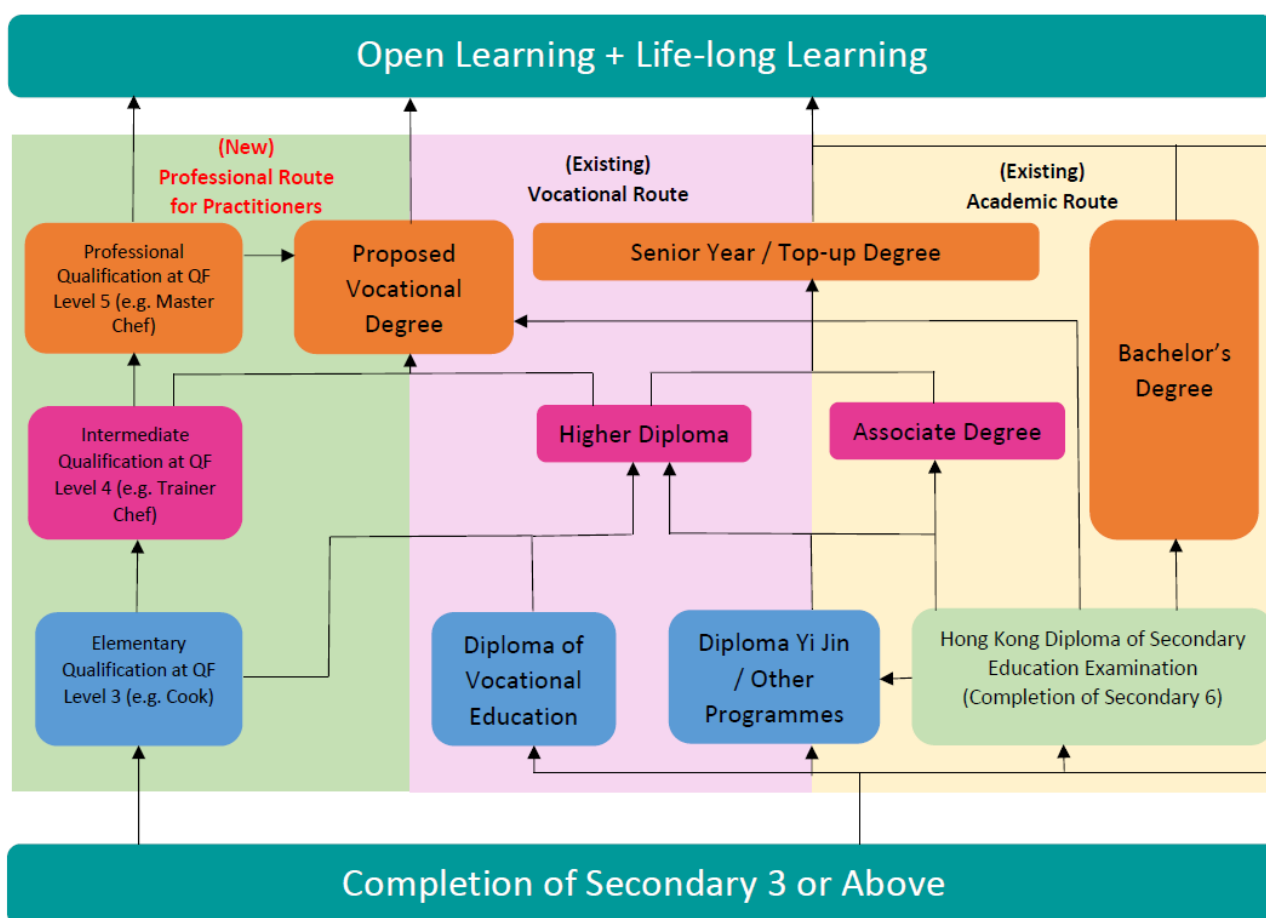 Open Learning + Life-long Learning
(New)
Professional Route
for Practitioners
(Existing)
Vocational Route
(Existing)
Academic Route
Professional
Qualification at QF
Level 5 (e.g. Master
Chef)
Proposed
Vocational
Degree
Senior Year / Top-up Degree
Bachelor’s
Degree
Intermediate
Qualification at QF
Level 4 (e.g. Trainer
Chef)
Higher Diploma
Associate Degree
Elementary
Qualification at QF
Level 3 (e.g. Cook)
Diploma of
Vocational
Education
Diploma Yi Jin
/ Other
Programmes
Hong Kong Diploma of Secondary
Education Examination
(Completion of Secondary 6)
Completion of Secondary 3 or Above